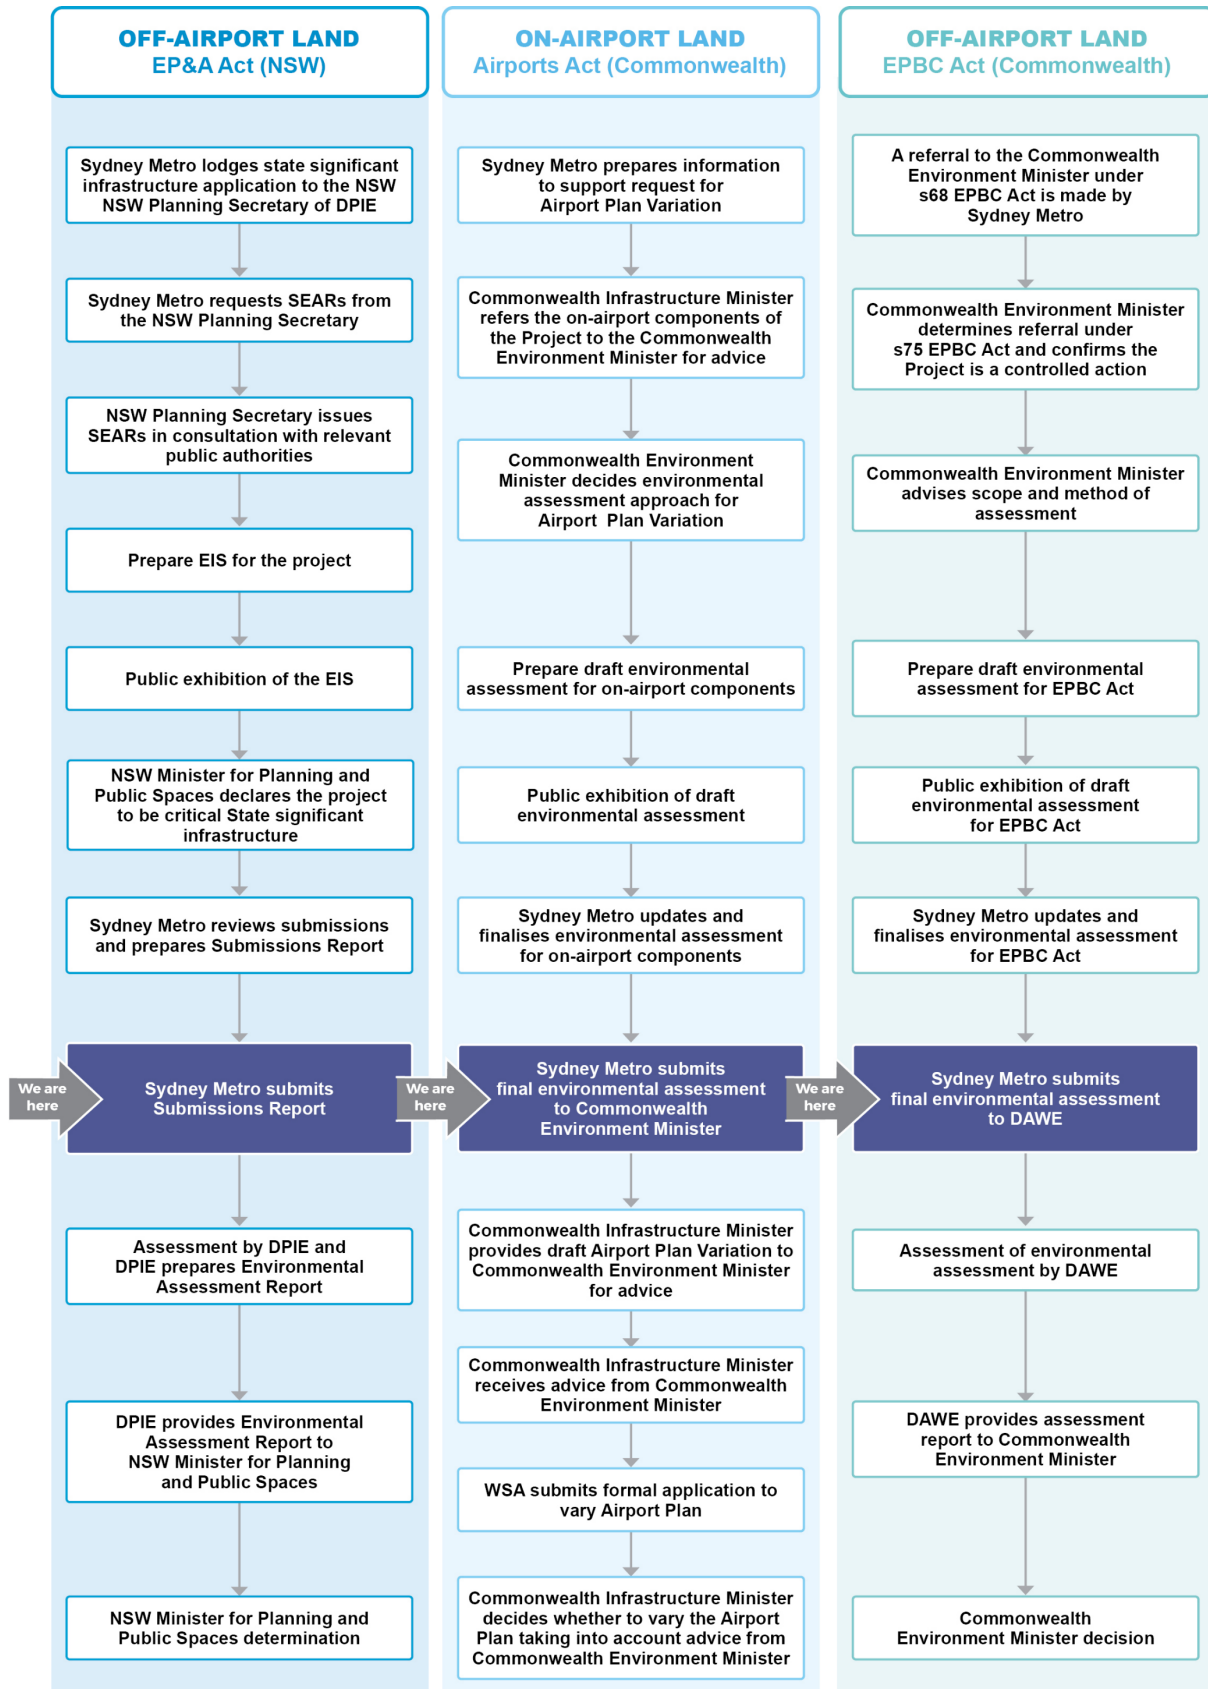 OFF-AIRPORT LAND
EP&A Act (NSW)
Sydney Metro lodges state significant
infrastructure application to the NSW
NSW Planning Secretary of DPIE
Sydney Metro requests SEARs from
the NSW Planning Secretary
NSW Planning Secretary issues
SEARs in consultation with relevant
public authorities
Prepare EIS for the project
Public exhibition of the EIS
NSW Minister for Planning and
Public Spaces declares the project
to be critical State significant
infrastructure
Sydney Metro reviews submissions
and prepares Submissions Report
We are
here
Sydney Metro submits
Submissions Report
Assessment by DPIE and
DPIE prepares Environmental
Assessment Report
DPIE provides Environmental
Assessment Report to
NSW Minister for Planning
and Public Spaces
NSW Minister for Planning and
Public Spaces determination
ON-AIRPORT LAND
Airports Act (Commonwealth)
Sydney Metro prepares information
to support request for
Airport Plan Variation
Commonwealth Infrastructure Minister
refers the on-airport components of
the Project to the Commonwealth
Environment Minister for advice
Commonwealth Environment
Minister decides environmental
assessment approach for
Airport Plan Variation
Prepare draft environmental
assessment for on-airport components
Public exhibition of draft
environmental assessment
Sydney Metro updates and
finalises environmental assessment
for on-airport components
We are
here
Sydney Metro submits
final environmental assessment
to Commonwealth
Environment Minister
Commonwealth Infrastructure Minister
provides draft Airport Plan Variation to
Commonwealth Environment Minister
for advice
Commonwealth Infrastructure Minister
receives advice from Commonwealth
Environment Minister
WSA submits formal application to
vary Airport Plan
Commonwealth Infrastructure Minister
decides whether to vary the Airport
Plan taking into account advice from
Commonwealth Environment Minister
OFF-AIRPORT LAND
EPBC Act (Commonwealth)
A referral to the Commonwealth
Environment Minister under
s68 EPBC Act is made by
Sydney Metro
Commonwealth Environment Minister
determines referral under
s75 EPBC Act and confirms the
Project is a controlled action
Commonwealth Environment Minister
advises scope and method of
assessment
Prepare draft environmental
assessment for EPBC Act
Public exhibition of draft
environmental assessment
for EPBC Act
Sydney Metro updates and
finalises environmental assessment
for EPBC Act
We are
here
Sydney Metro submits
final environmental assessment
to DAWE
Assessment of environmental
assessment by DAWE
DAWE provides assessment
report to Commonwealth
Environment Minister
Commonwealth
Environment Minister decision